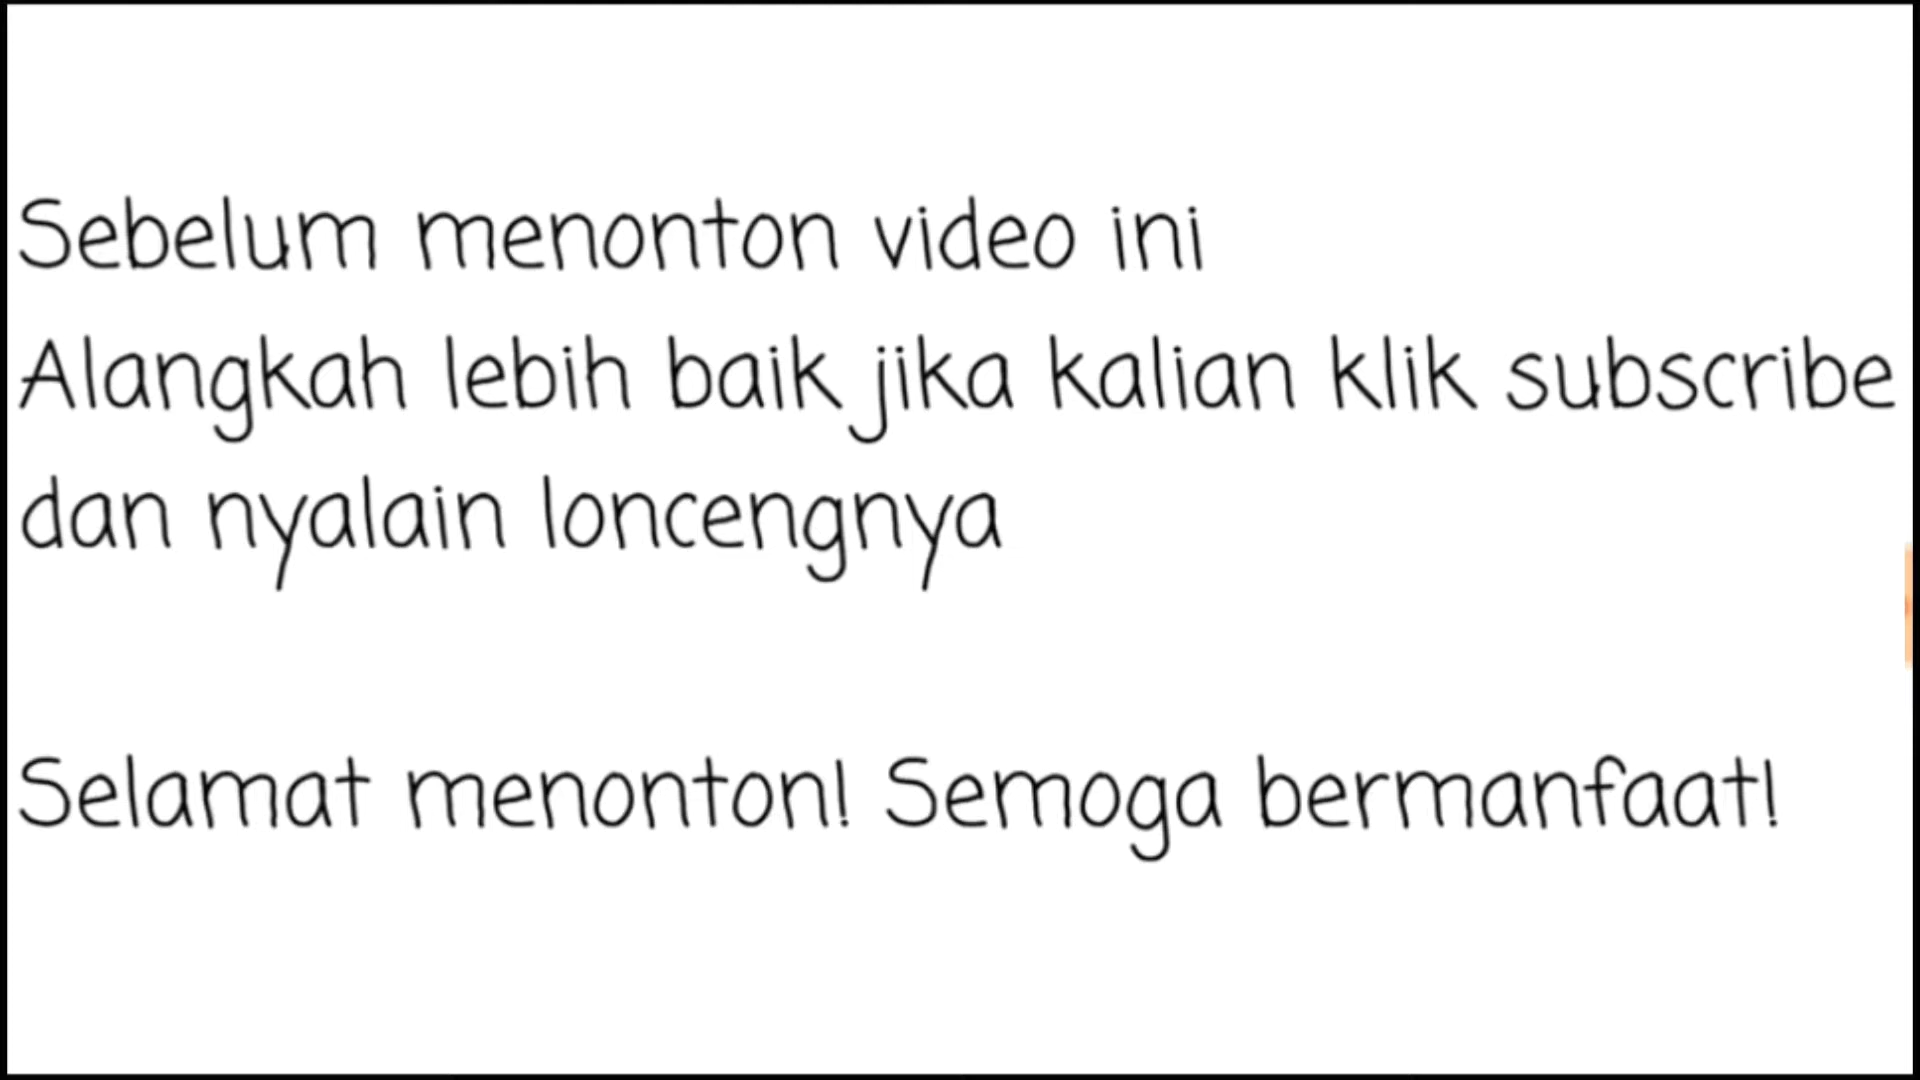 Sebelum menonton video ini
Alangkah lebih baik jika kalian klik subscribe
dan nyalain loncengnya
Selamat menonton! Semoga bermanfaat!